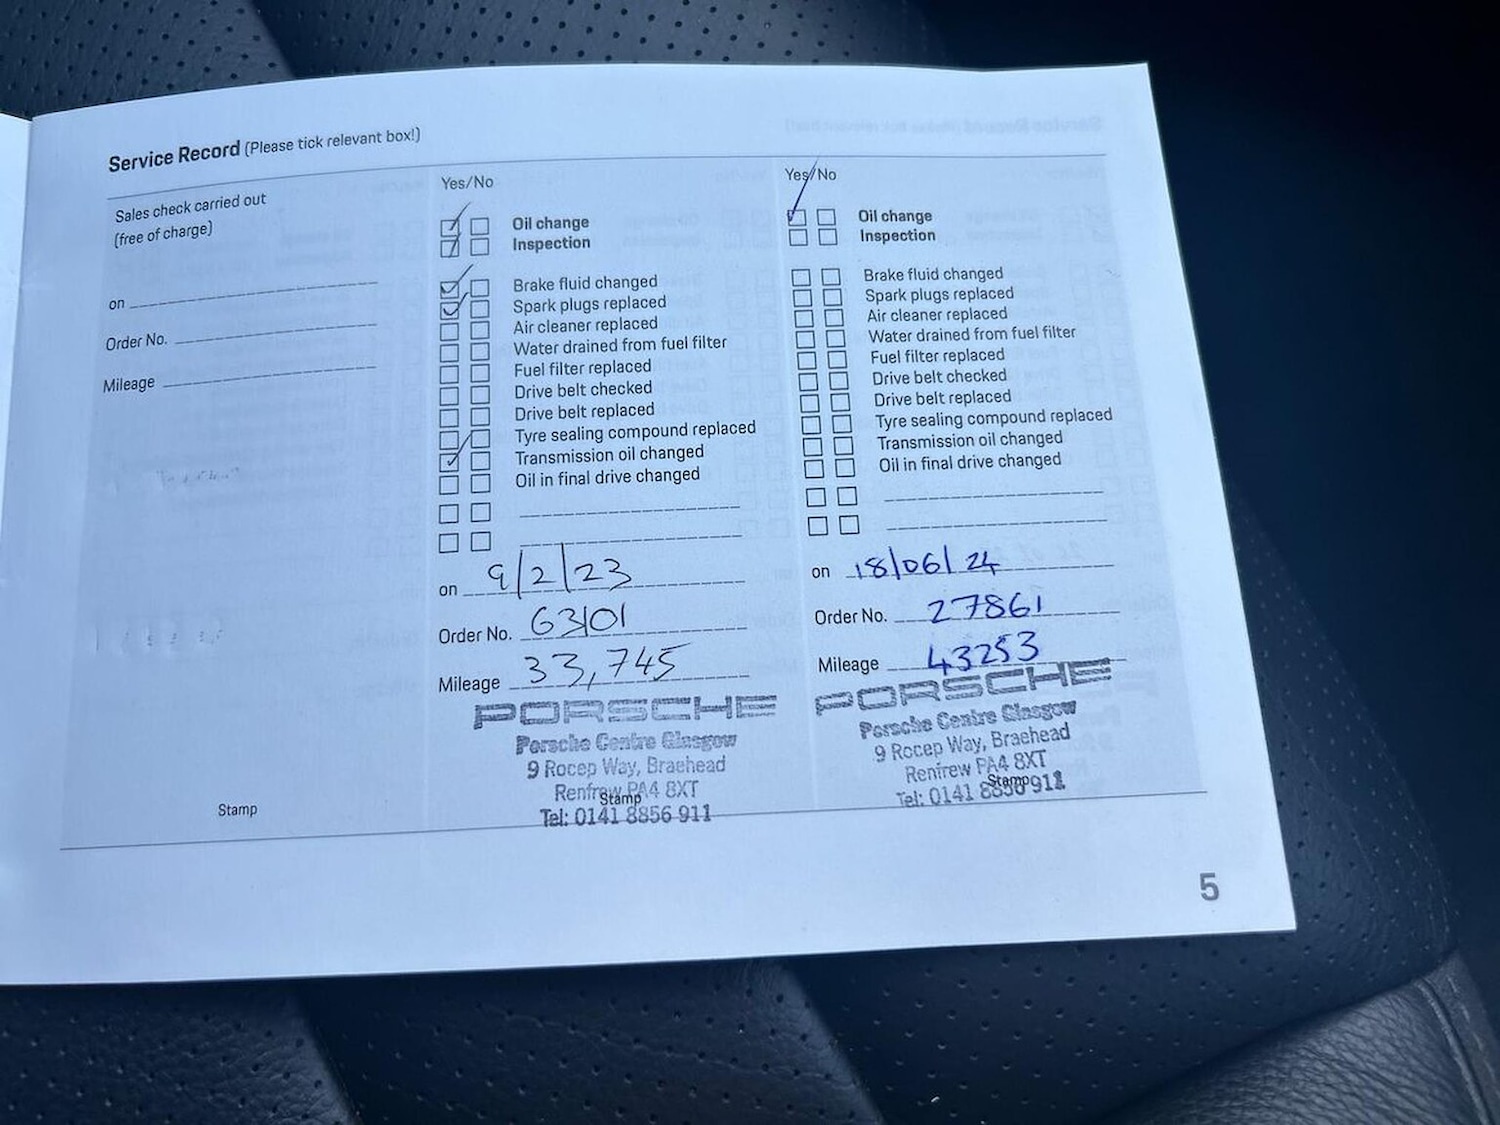 Service Record (Please tick relevant box!)
Sales check carried out
(free of charge)
on
Order No.
Mileage
Stamp
Yes/No
Oil change
Inspection
Brake fluid changed
Spark plugs replaced
Air cleaner replaced
Water drained from fuel filter
Fuel filter replaced
Drive belt checked
Drive belt replaced
Tyre sealing compound replaced
Transmission oil changed
Oil in final drive changed
on 9/2/23
Order No. 63101
Mileage 33,745
PORSCHE
Porsche Centre Glasgow
9 Rocep Way, Braehead
Renfrew PA4 8XT
Stamp
Tel: 0141 8856 911
Yes/No
Oil change
Inspection
Brake fluid changed
Spark plugs replaced
Air cleaner replaced
Water drained from fuel filter
Fuel filter replaced
Drive belt checked
Drive belt replaced
Tyre sealing compound replaced
Transmission oil changed
Oil in final drive changed
on 18/06/24
Order No. 27861
Mileage 43253
PORSCHE
Porsche Centre Glasgow
9 Rocep Way, Braehead
Renfrew PA4 8XT
Stamp
Tel: 0141 8856 911
5